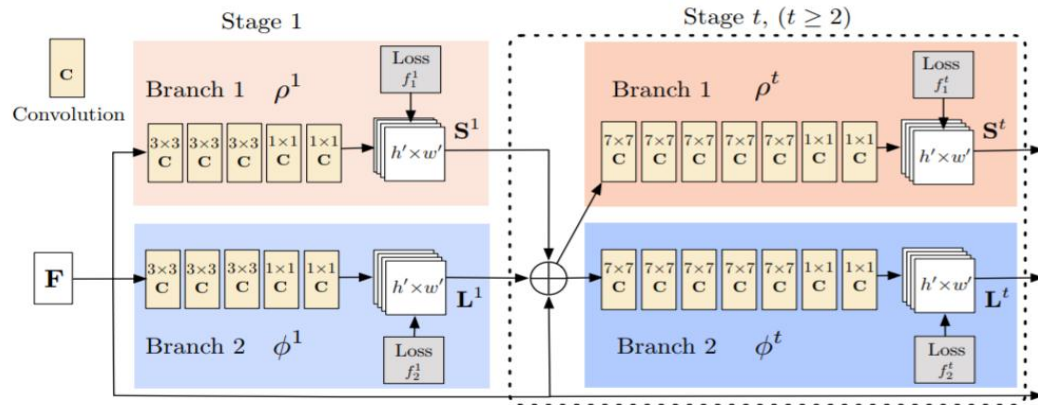 Stage 1
Stage t, (t ≥ 2)
C
Convolution
Branch 1 ρ¹
Loss
f₁¹
3×3 3×3 3×3 1×1 1×1
C C C C C
h′×w′
S¹
Branch 1 ρᵗ
Loss
f₁ᵗ
7×7 7×7 7×7 7×7 7×7 1×1 1×1
C C C C C C C
h′×w′
Sᵗ
F
3×3 3×3 3×3 1×1 1×1
C C C C C
h′×w′
L¹
Branch 2 ϕ¹
Loss
f₂¹
7×7 7×7 7×7 7×7 7×7 1×1 1×1
C C C C C C C
h′×w′
Lᵗ
Branch 2 ϕᵗ
Loss
f₂ᵗ